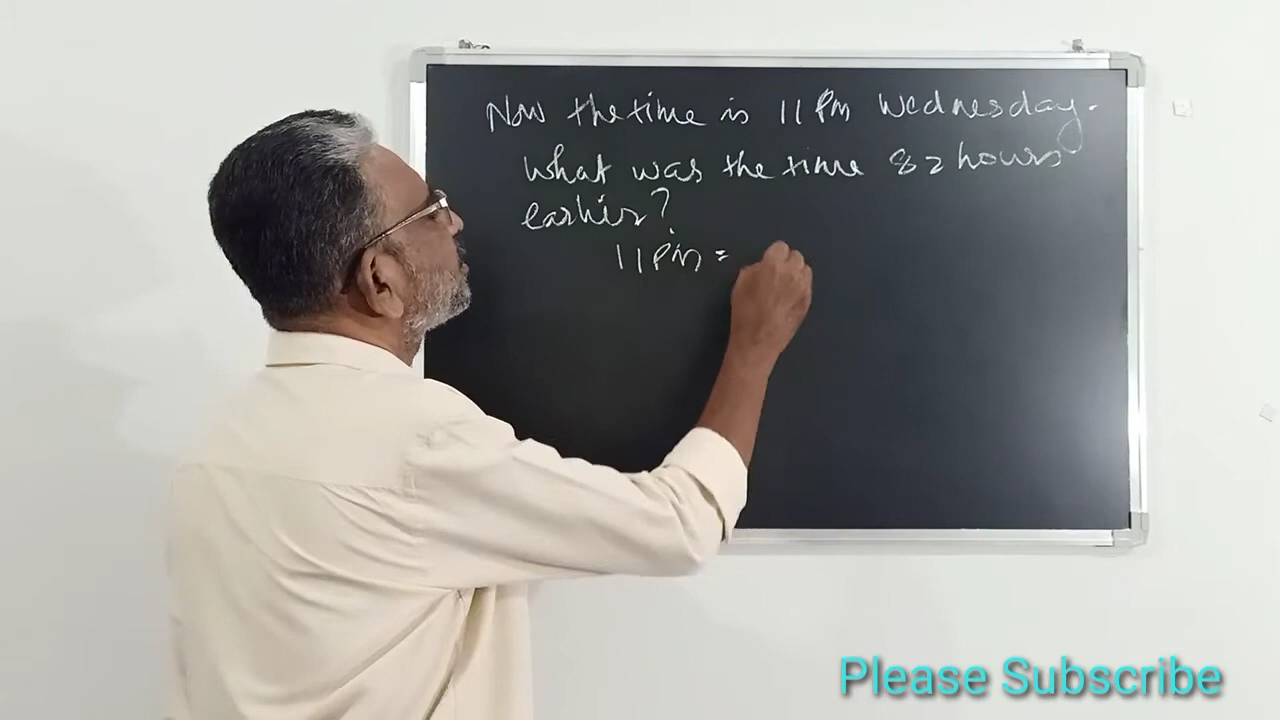 Now the time is 11 Pm Wednesday.
What was the time 82 hours
earlier?
11 Pm =
Please Subscribe